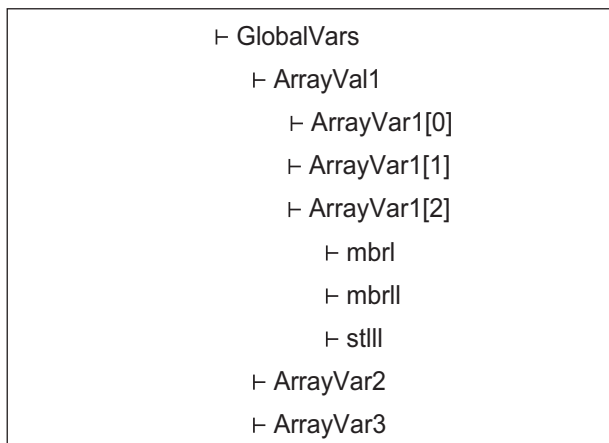 ⊢ GlobalVars
⊢ ArrayVal1
⊢ ArrayVar1[0]
⊢ ArrayVar1[1]
⊢ ArrayVar1[2]
⊢ mbrl
⊢ mbrll
⊢ stlll
⊢ ArrayVar2
⊢ ArrayVar3